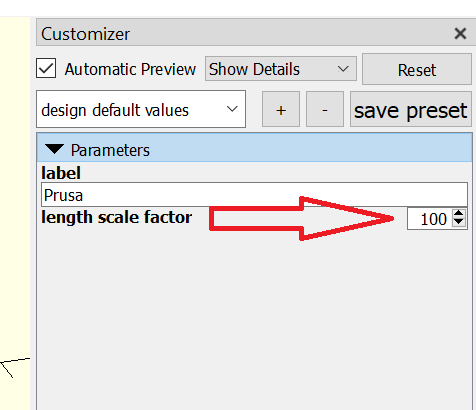 Customizer
Automatic Preview Show Details Reset
design default values + - save preset
Parameters
label
Prusa
length scale factor 100